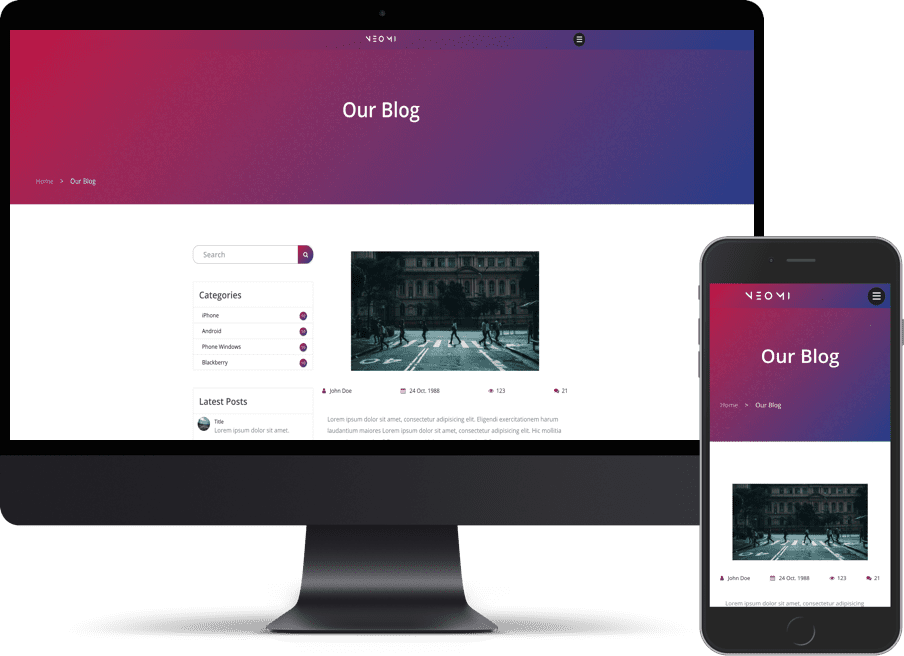 NEOMI
Our Blog
Home > Our Blog
Search
Categories
iPhone
Android
Phone Windows
Blackberry
Latest Posts
Title
Lorem ipsum dolor sit amet,
John Doe 24 Oct, 1988 123 21
Lorem ipsum dolor sit amet, consectetur adipisicing elit. Eligendi exercitationem harum
laudantium maiores Lorem ipsum dolor sit amet, consectetur adipisicing elit. Hic mollitia
NEOMI
Our Blog
Home > Our Blog
John Doe 24 Oct, 1988 123 21
Lorem ipsum dolor sit amet, consectetur adipisicing